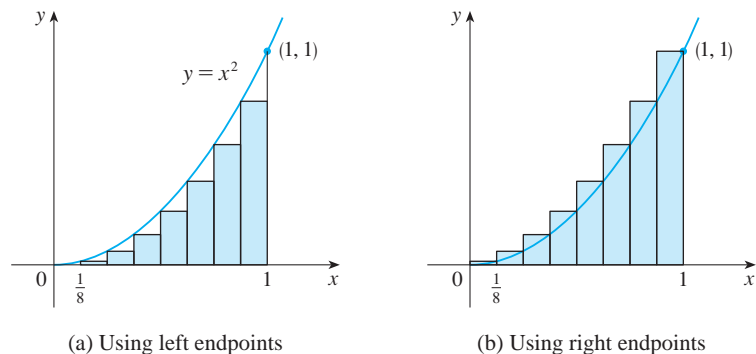 y
(1, 1)
y = x²
0
1/8
1
x
(a) Using left endpoints
y
(1, 1)
0
1/8
1
x
(b) Using right endpoints